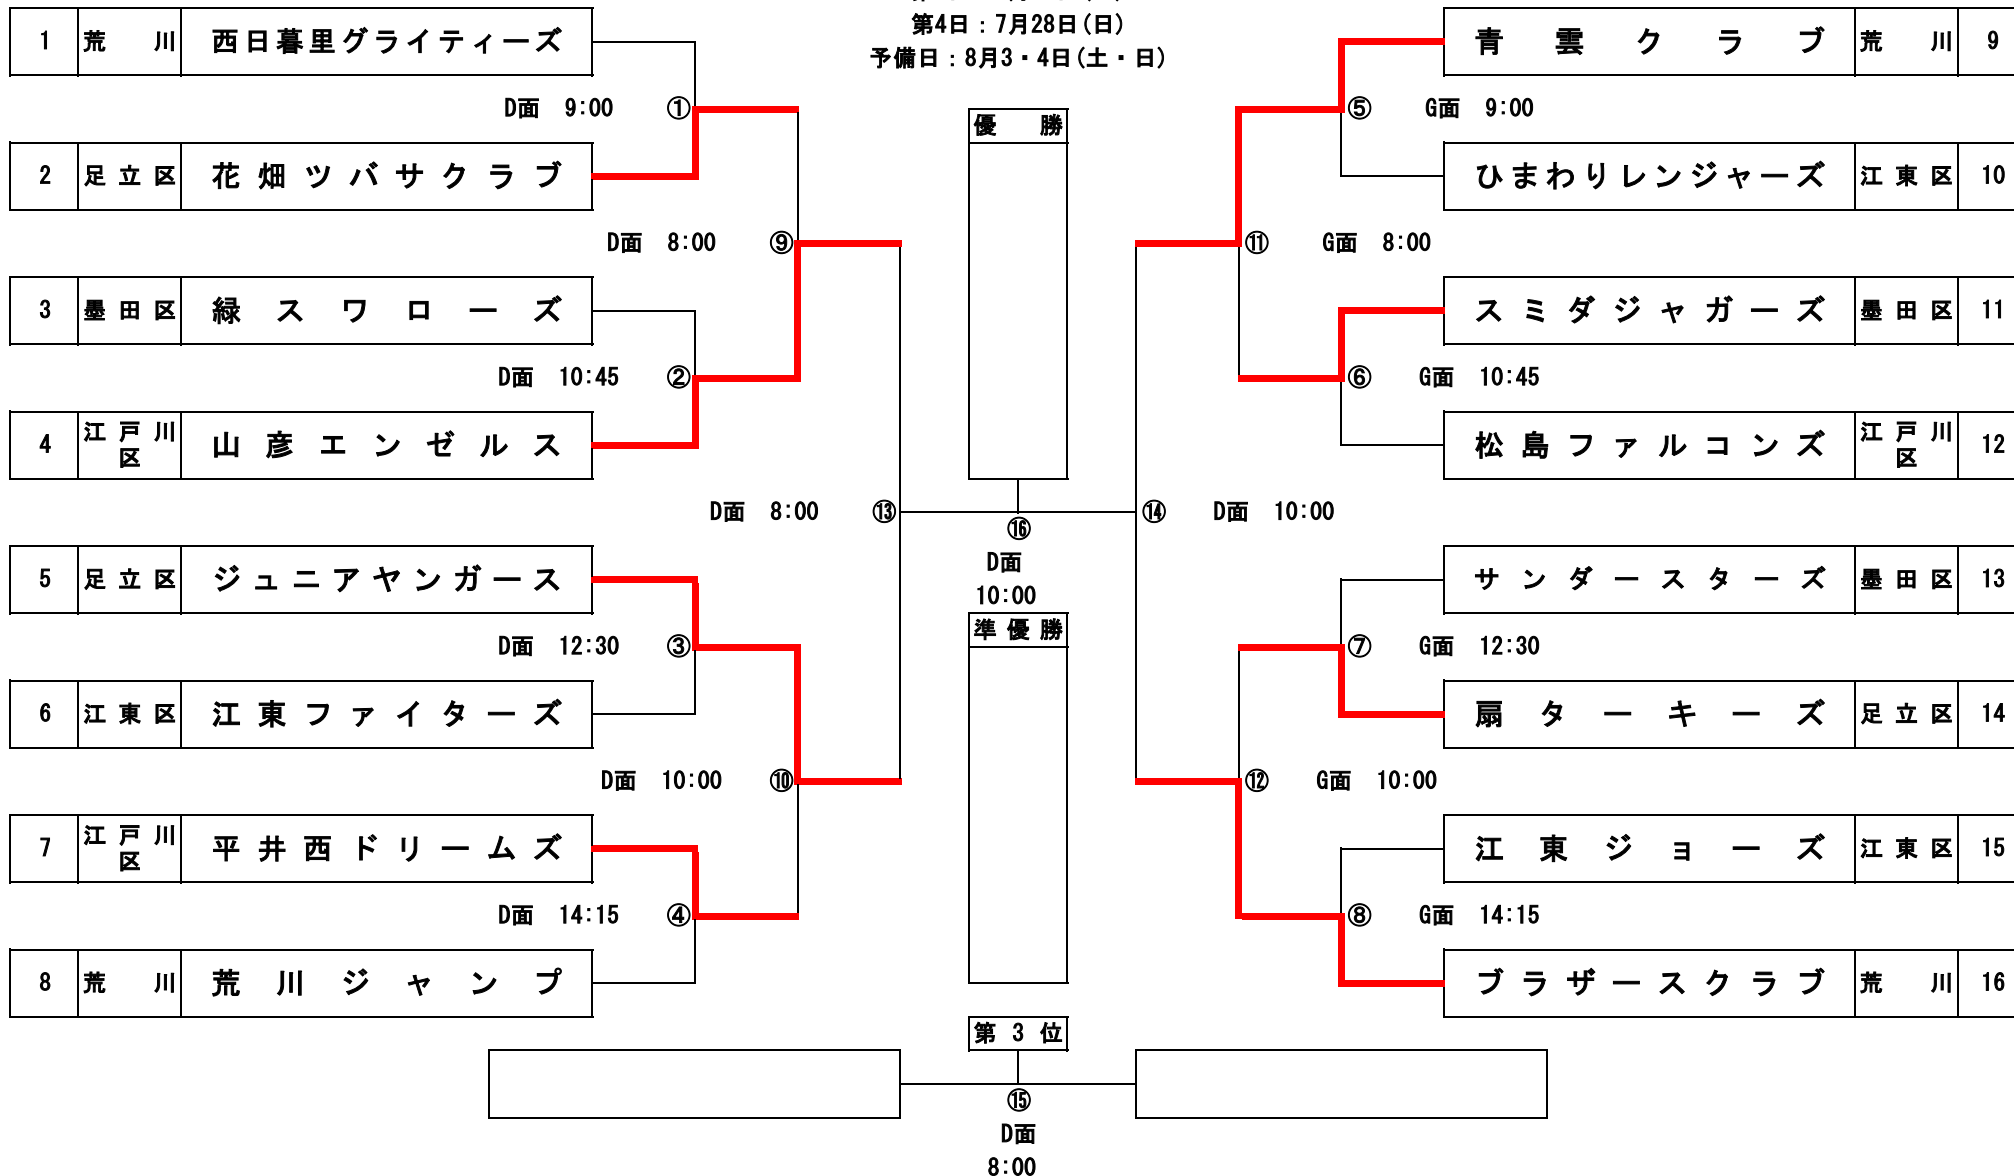 第4日：7月28日(日)
予備日：8月3・4日(土・日)
1 荒川 西日暮里グライティーズ
青雲クラブ 荒川 9
D面 9:00 ①
⑤ G面 9:00
優勝
2 足立区 花畑ツバサクラブ
ひまわりレンジャーズ 江東区 10
D面 8:00 ⑨
⑪ G面 8:00
3 墨田区 緑スワローズ
スミダジャガーズ 墨田区 11
D面 10:45 ②
⑥ G面 10:45
4 江戸川区 山彦エンゼルス
松島ファルコンズ 江戸川区 12
D面 8:00 ⑬
⑭ D面 10:00
⑯
D面
10:00
5 足立区 ジュニアヤンガース
サンダースターズ 墨田区 13
準優勝
D面 12:30 ③
⑦ G面 12:30
6 江東区 江東ファイターズ
扇ターキーズ 足立区 14
D面 10:00 ⑩
⑫ G面 10:00
7 江戸川区 平井西ドリームズ
江東ジョーズ 江東区 15
D面 14:15 ④
⑧ G面 14:15
8 荒川 荒川ジャンプ
ブラザースクラブ 荒川 16
第3位
⑮
D面
8:00